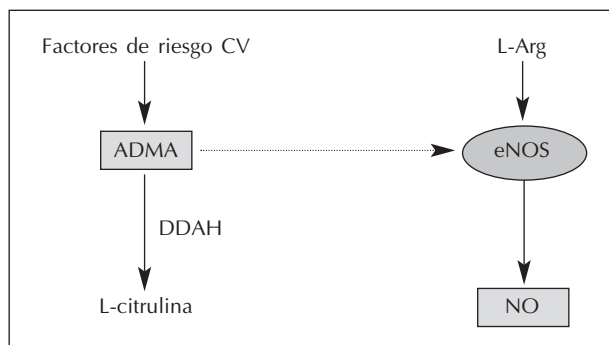 Factores de riesgo CV
L-Arg
ADMA
eNOS
DDAH
L-citrulina
NO